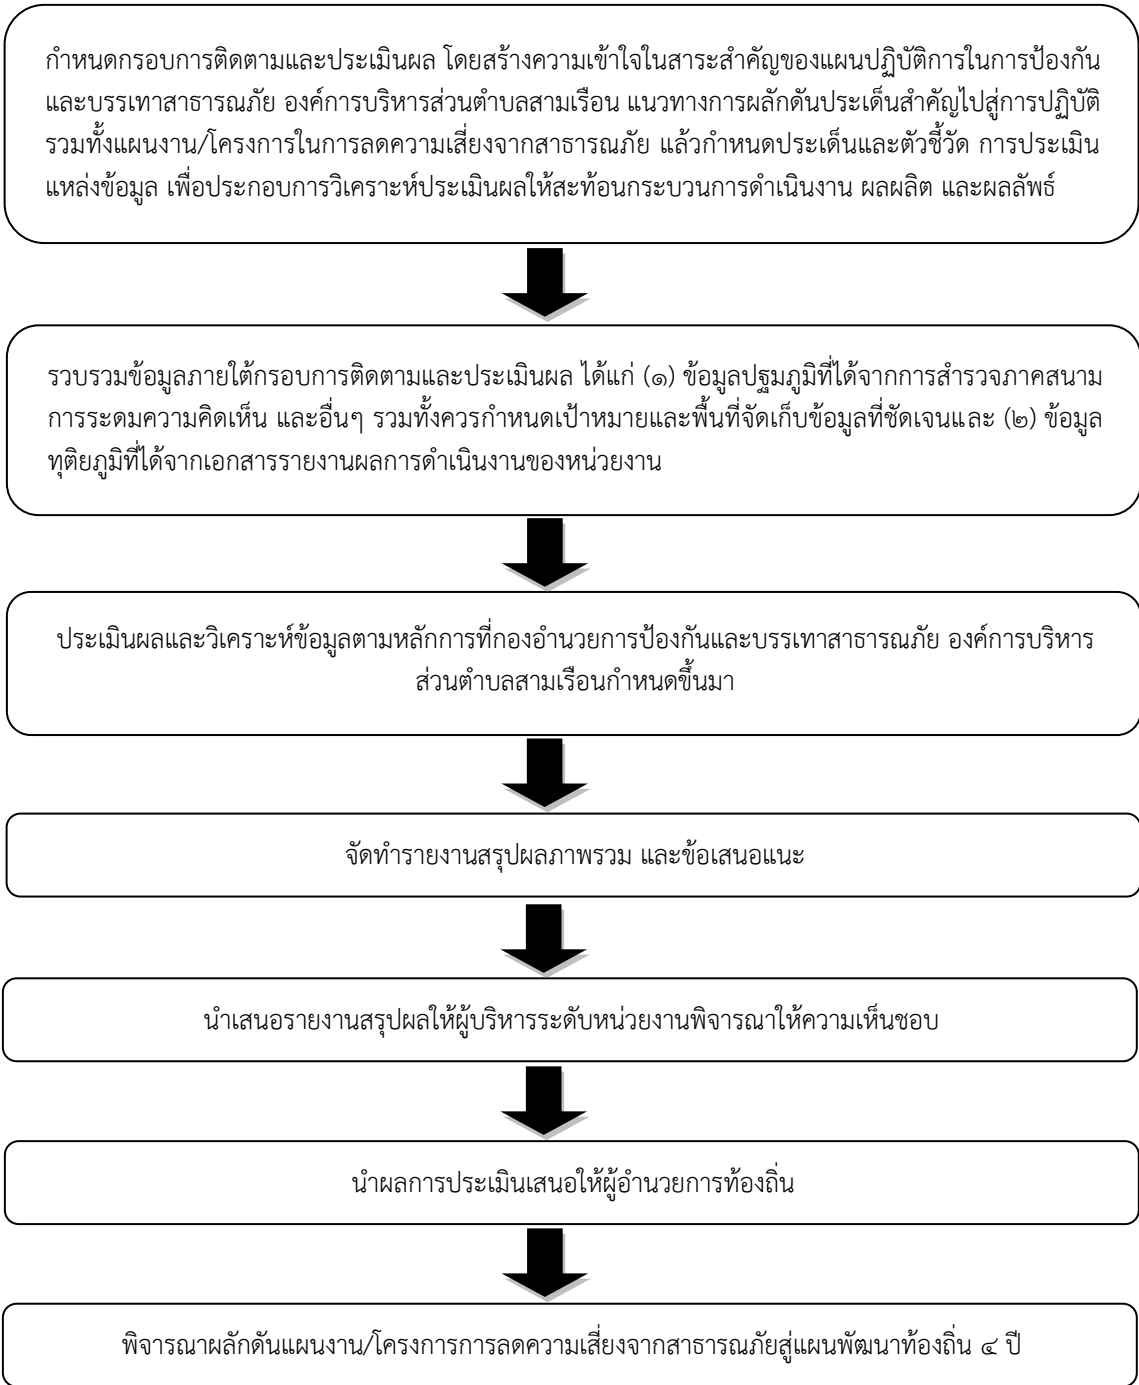 กำหนดกรอบการติดตามและประเมินผล โดยสร้างความเข้าใจในสาระสำคัญของแผนปฏิบัติการในการป้องกัน
และบรรเทาสาธารณภัย องค์การบริหารส่วนตำบลสามเรือน แนวทางการผลักดันประเด็นสำคัญไปสู่การปฏิบัติ
รวมทั้งแผนงาน/โครงการในการลดความเสี่ยงจากสาธารณภัย แล้วกำหนดประเด็นและตัวชี้วัด การประเมิน
แหล่งข้อมูล เพื่อประกอบการวิเคราะห์ประเมินผลให้สะท้อนกระบวนการดำเนินงาน ผลผลิต และผลลัพธ์
รวบรวมข้อมูลภายใต้กรอบการติดตามและประเมินผล ได้แก่ (๑) ข้อมูลปฐมภูมิที่ได้จากการสำรวจภาคสนาม
การระดมความคิดเห็น และอื่นๆ รวมทั้งควรกำหนดเป้าหมายและพื้นที่จัดเก็บข้อมูลที่ชัดเจนและ (๒) ข้อมูล
ทุติยภูมิที่ได้จากเอกสารรายงานผลการดำเนินงานของหน่วยงาน
ประเมินผลและวิเคราะห์ข้อมูลตามหลักการที่กองอำนวยการป้องกันและบรรเทาสาธารณภัย องค์การบริหาร
ส่วนตำบลสามเรือนกำหนดขึ้นมา
จัดทำรายงานสรุปผลภาพรวม และข้อเสนอแนะ
นำเสนอรายงานสรุปผลให้ผู้บริหารระดับหน่วยงานพิจารณาให้ความเห็นชอบ
นำผลการประเมินเสนอให้ผู้อำนวยการท้องถิ่น
พิจารณาผลักดันแผนงาน/โครงการการลดความเสี่ยงจากสาธารณภัยสู่แผนพัฒนาท้องถิ่น ๔ ปี